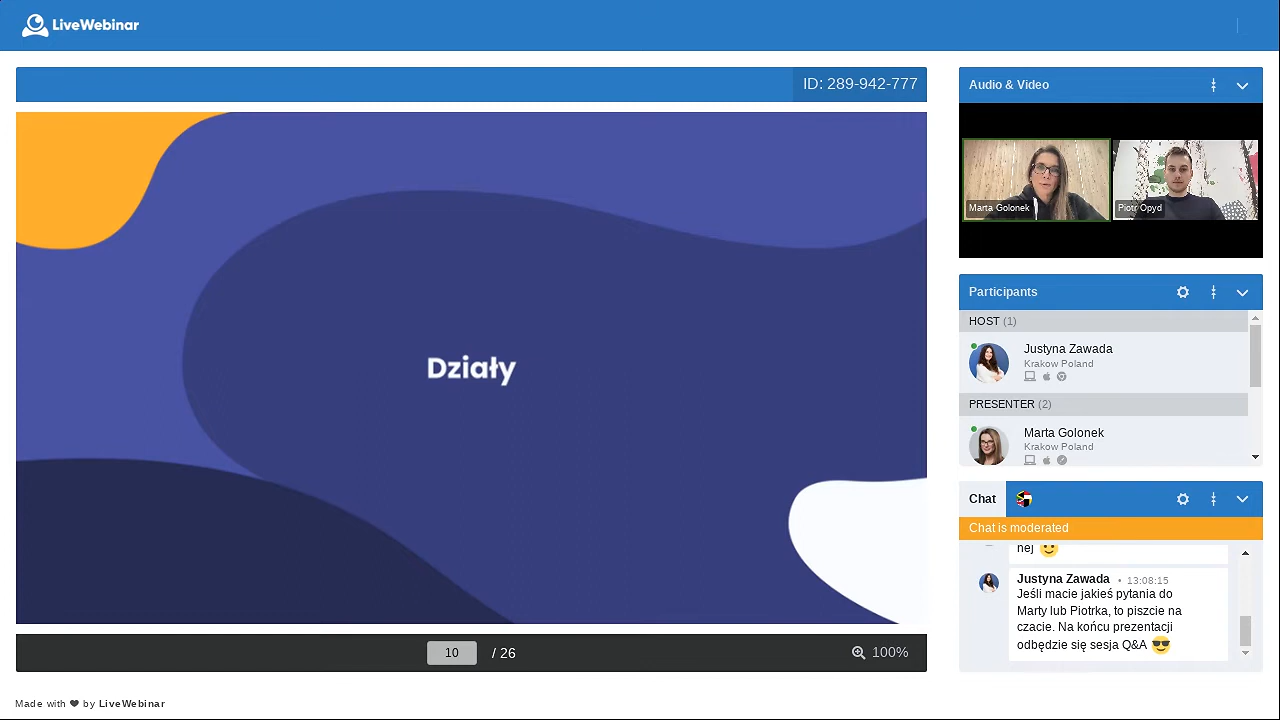 LiveWebinar
ID: 289-942-777
Działy
10 / 26
100%
Made with by LiveWebinar
Audio & Video
Marta Golonek
Piotr Opyd
Participants
HOST (1)
Justyna Zawada
Krakow Poland
PRESENTER (2)
Marta Golonek
Krakow Poland
Chat
Chat is moderated
nej
Justyna Zawada • 13:08:15
Jeśli macie jakieś pytania do
Marty lub Piotrka, to piszcie na
czacie. Na końcu prezentacji
odbędzie się sesja Q&A